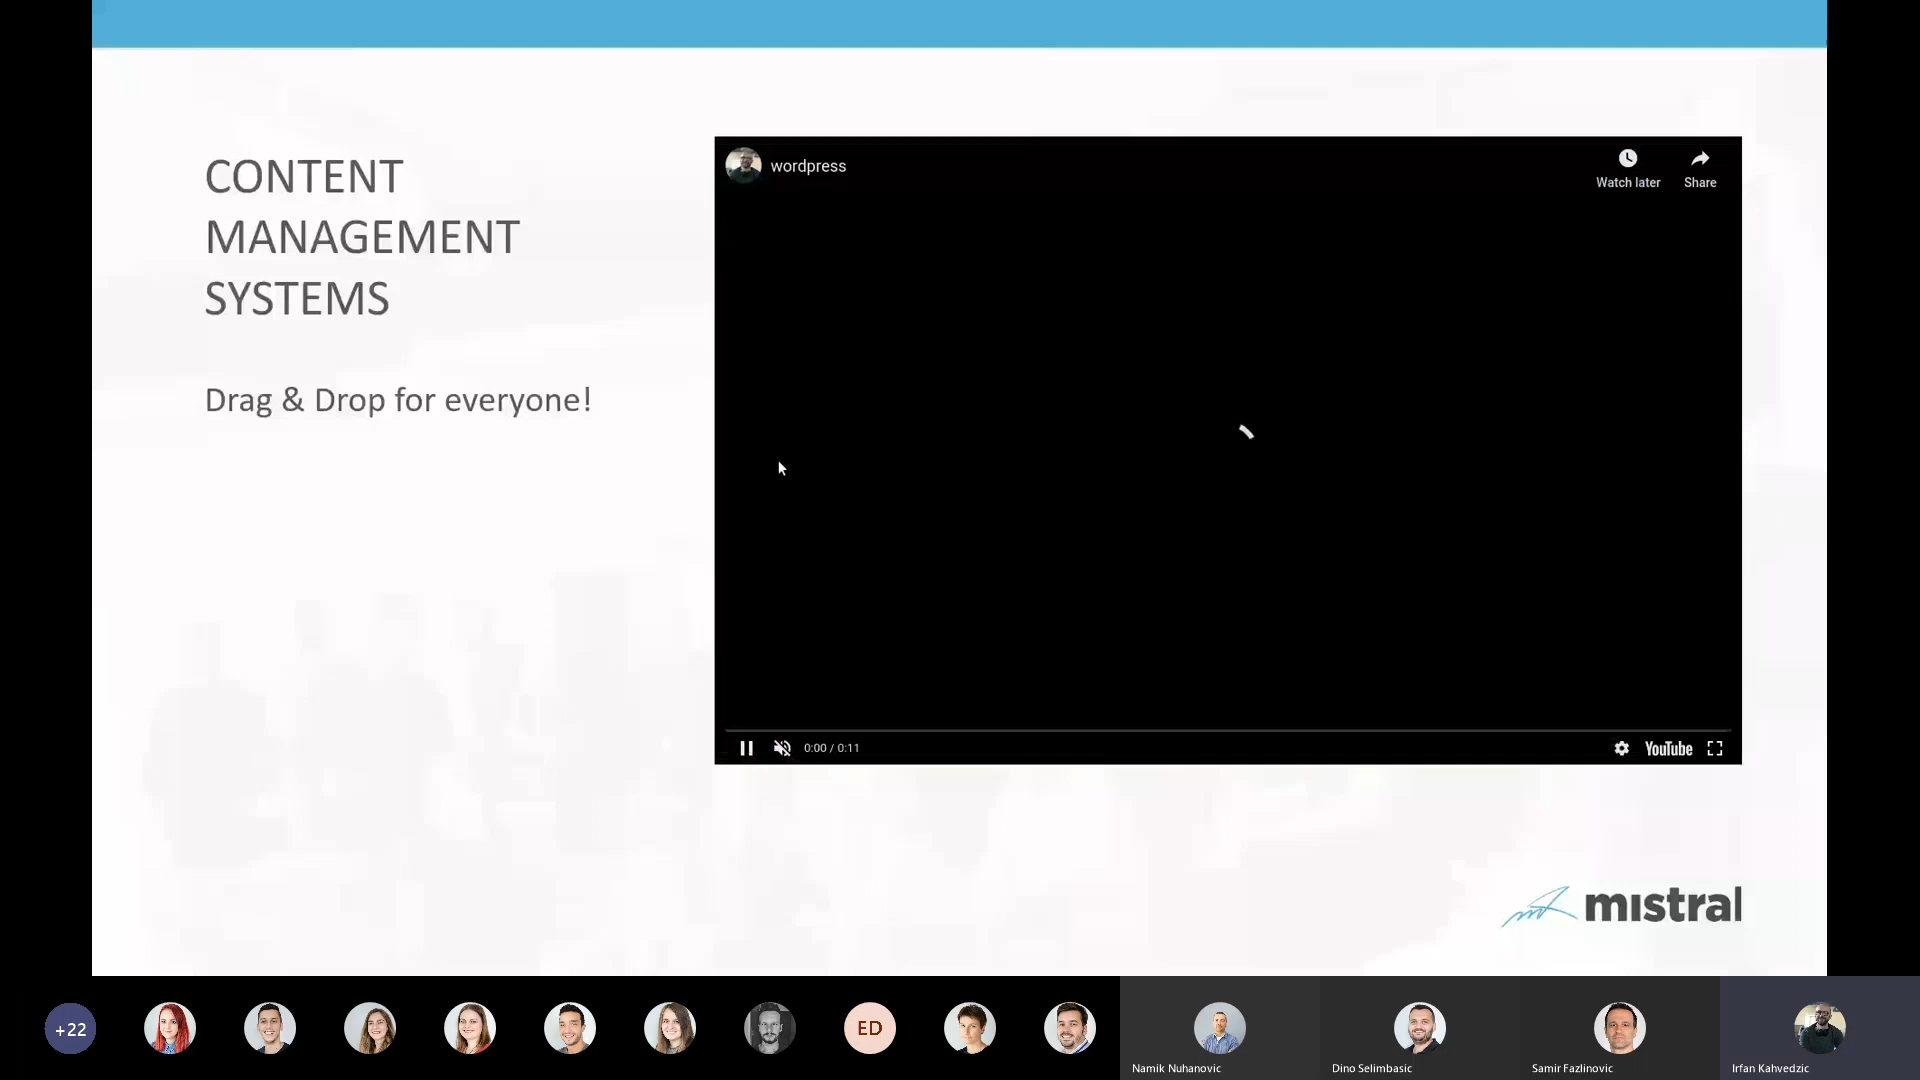 CONTENT
MANAGEMENT
SYSTEMS
Drag & Drop for everyone!
wordpress
Watch later
Share
0:00 / 0:11
YouTube
mistral
+22
ED
Namik Nuhanovic
Dino Selimbasic
Samir Fazlinovic
Irfan Kahvedzic